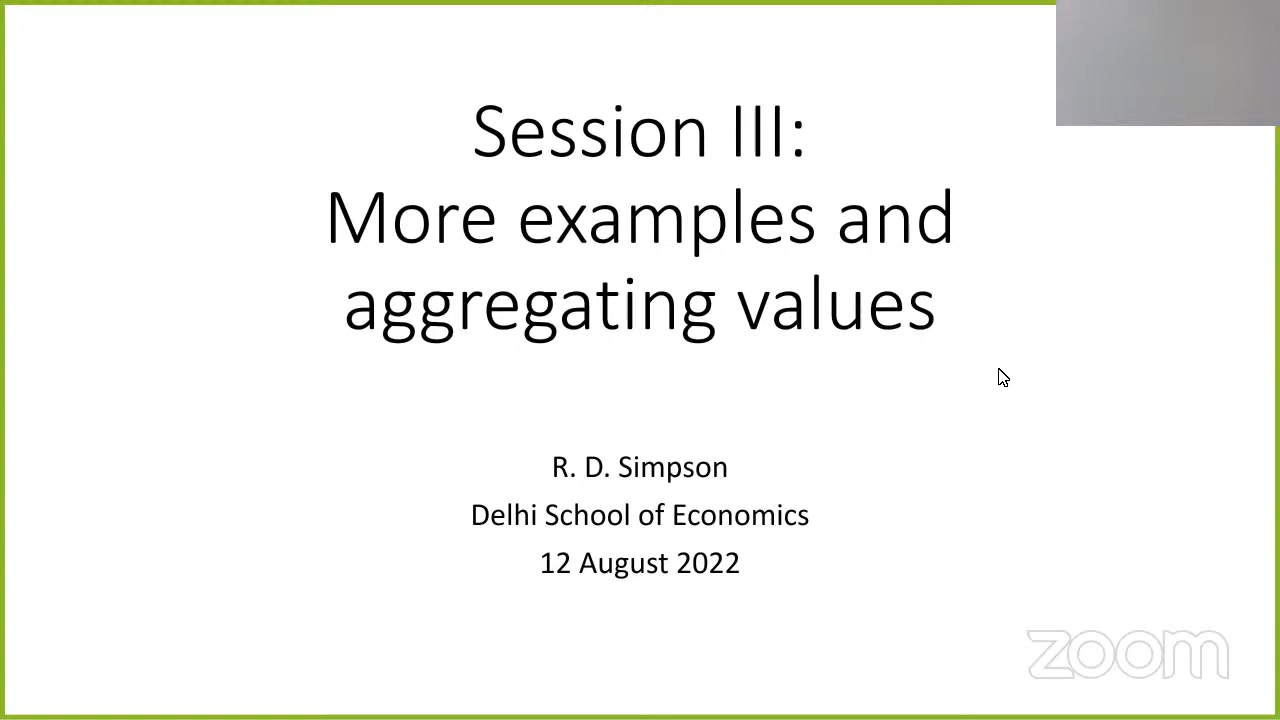 Session III:
More examples and
aggregating values
R. D. Simpson
Delhi School of Economics
12 August 2022
zoom